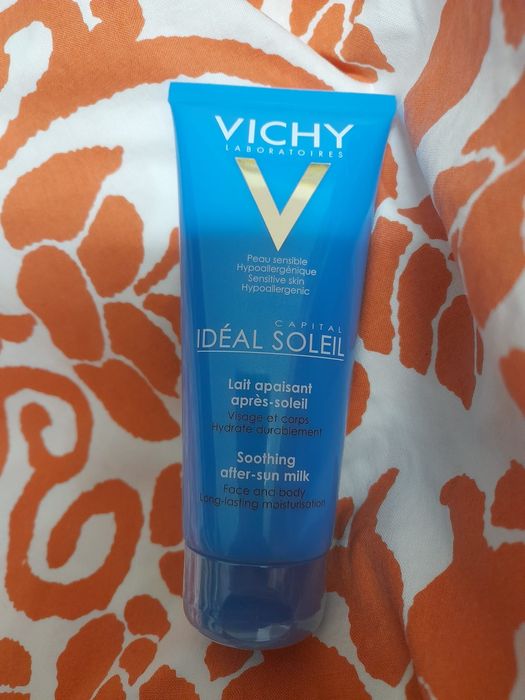 VICHY
LABORATOIRES
V
Peau sensible
Hypoallergénique
Sensitive skin
Hypoallergenic
CAPITAL
IDÉAL SOLEIL
Lait apaisant
après-soleil
Visage et corps
Hydrate durablement
Soothing
after-sun milk
Face and body
Long-lasting moisturisation